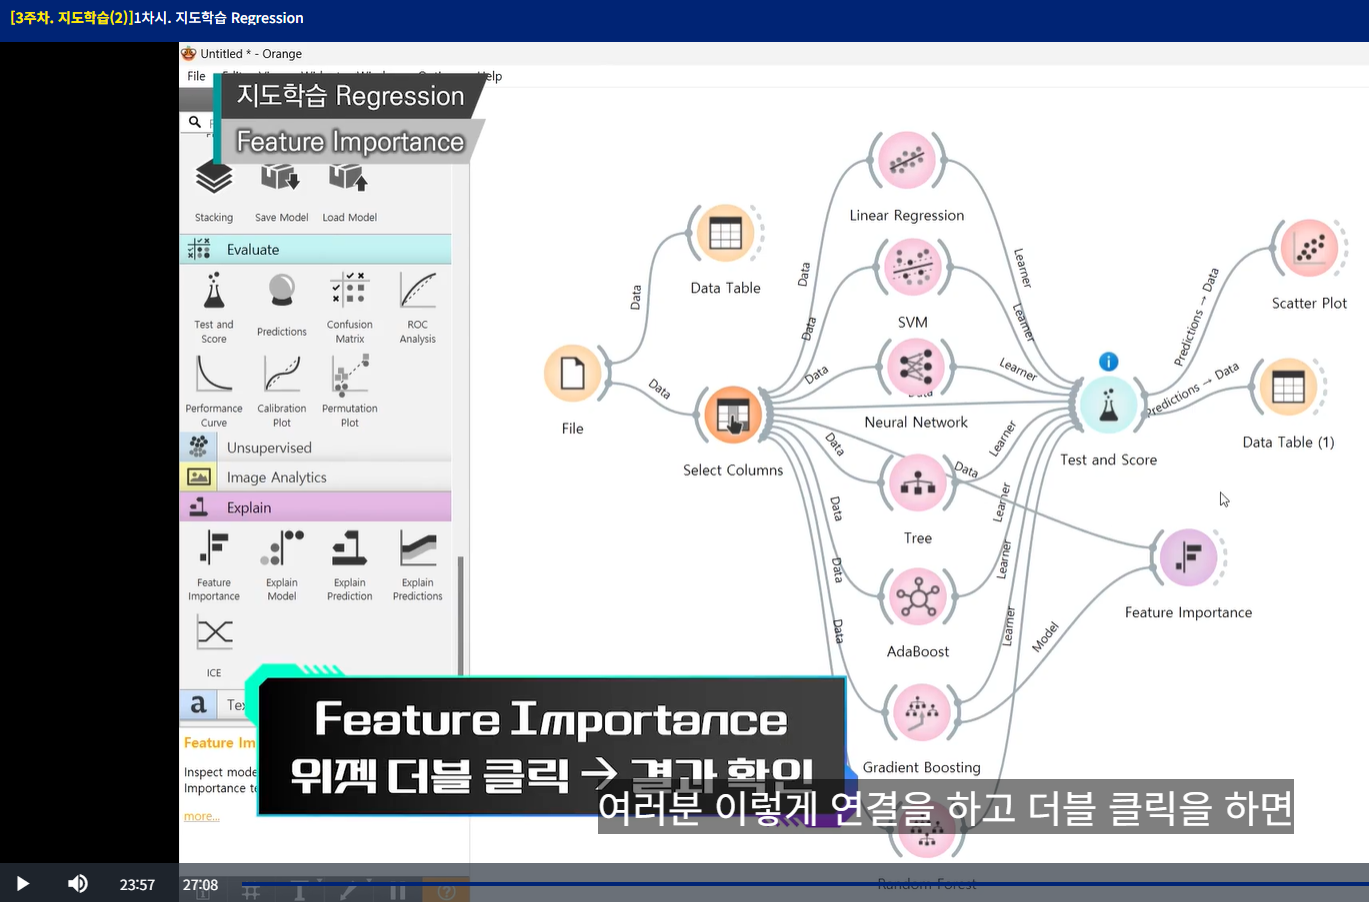 [3주차. 지도학습(2)]1차시. 지도학습 Regression
Untitled * - Orange
File
Help
지도학습 Regression
Feature Importance
Stacking
Save Model
Load Model
Evaluate
Test and Score
Predictions
Confusion Matrix
ROC Analysis
Performance Curve
Calibration Plot
Permutation Plot
Unsupervised
Image Analytics
Explain
Feature Importance
Explain Model
Explain Prediction
Explain Predictions
ICE
a
Feature Im
Inspect mode
Importance te
more...
File
Data
Data Table
Data
Select Columns
Data
Linear Regression
Data
SVM
Data
Neural Network
Data
Data
Tree
Data
Data
AdaBoost
Data
Data
Gradient Boosting
Random Forest
Learner
Learner
Learner
Learner
Learner
Learner
Learner
Model
Test and Score
Predictions → Data
Scatter Plot
Predictions → Data
Data Table (1)
Feature Importance
Feature Importance
위젯 더블 클릭 → 결과 확인
여러분 이렇게 연결을 하고 더블 클릭을 하면
23:57
27:08